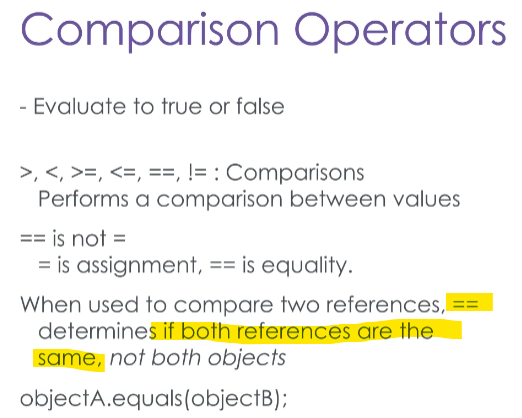 Comparison Operators
- Evaluate to true or false
>, <, >=, <=, ==, != : Comparisons
Performs a comparison between values
== is not =
= is assignment, == is equality.
When used to compare two references, ==
determines if both references are the
same, not both objects
objectA.equals(objectB);